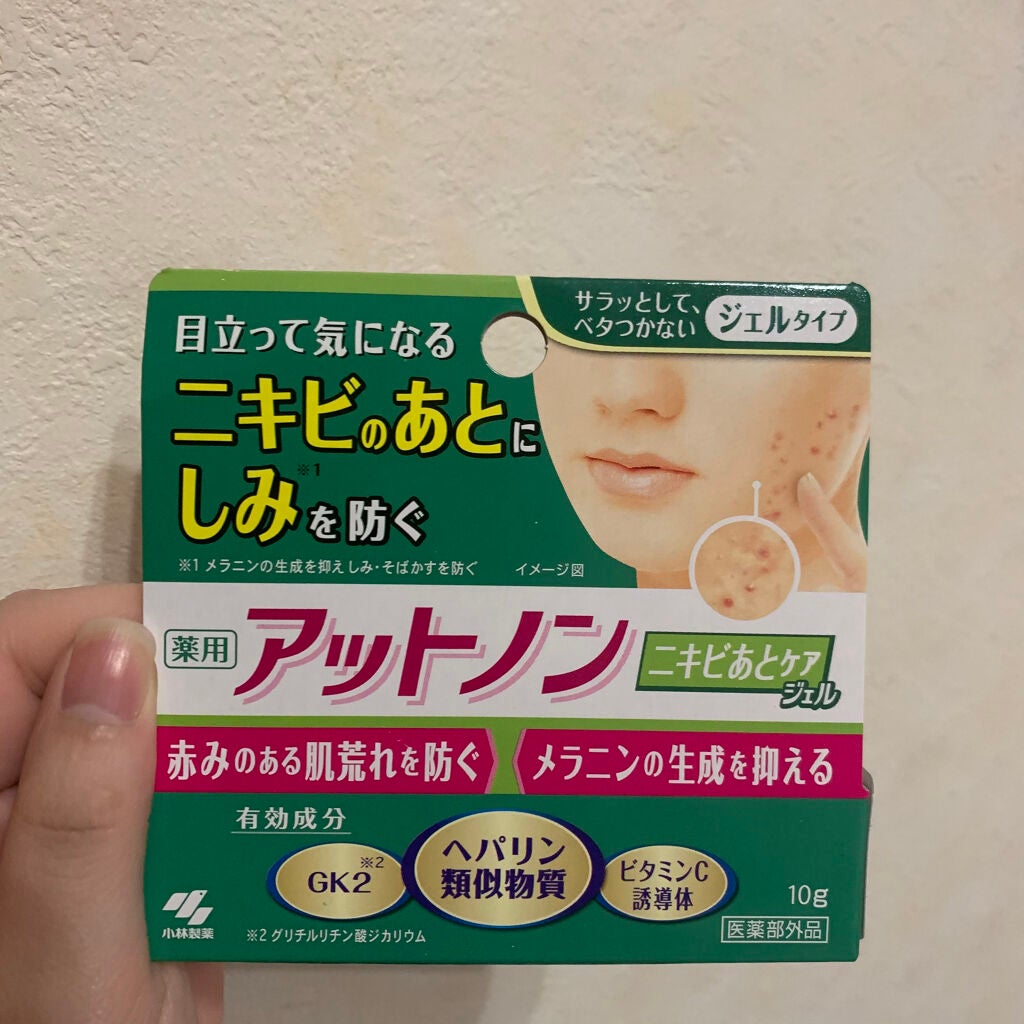 サラッとして、
ベタつかない
ジェルタイプ
目立って気になる
ニキビのあとに
しみ※1を防ぐ
※1 メラニンの生成を抑えしみ・そばかすを防ぐ
イメージ図
薬用
アットノン
ニキビあとケア
ジェル
赤みのある肌荒れを防ぐ
メラニンの生成を抑える
有効成分
GK2※2
ヘパリン
類似物質
ビタミンC
誘導体
10g
小林製薬
※2 グリチルリチン酸ジカリウム
医薬部外品